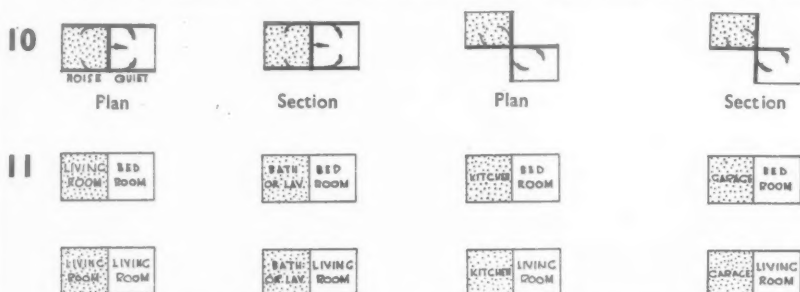 10
NOISE QUIET
Plan Section Plan Section
11
LIVING ROOM BED ROOM
BATH OR LAV. BED ROOM
KITCHEN BED ROOM
GARAGE BED ROOM
LIVING ROOM LIVING ROOM
BATH OR LAV. LIVING ROOM
KITCHEN LIVING ROOM
GARAGE LIVING ROOM